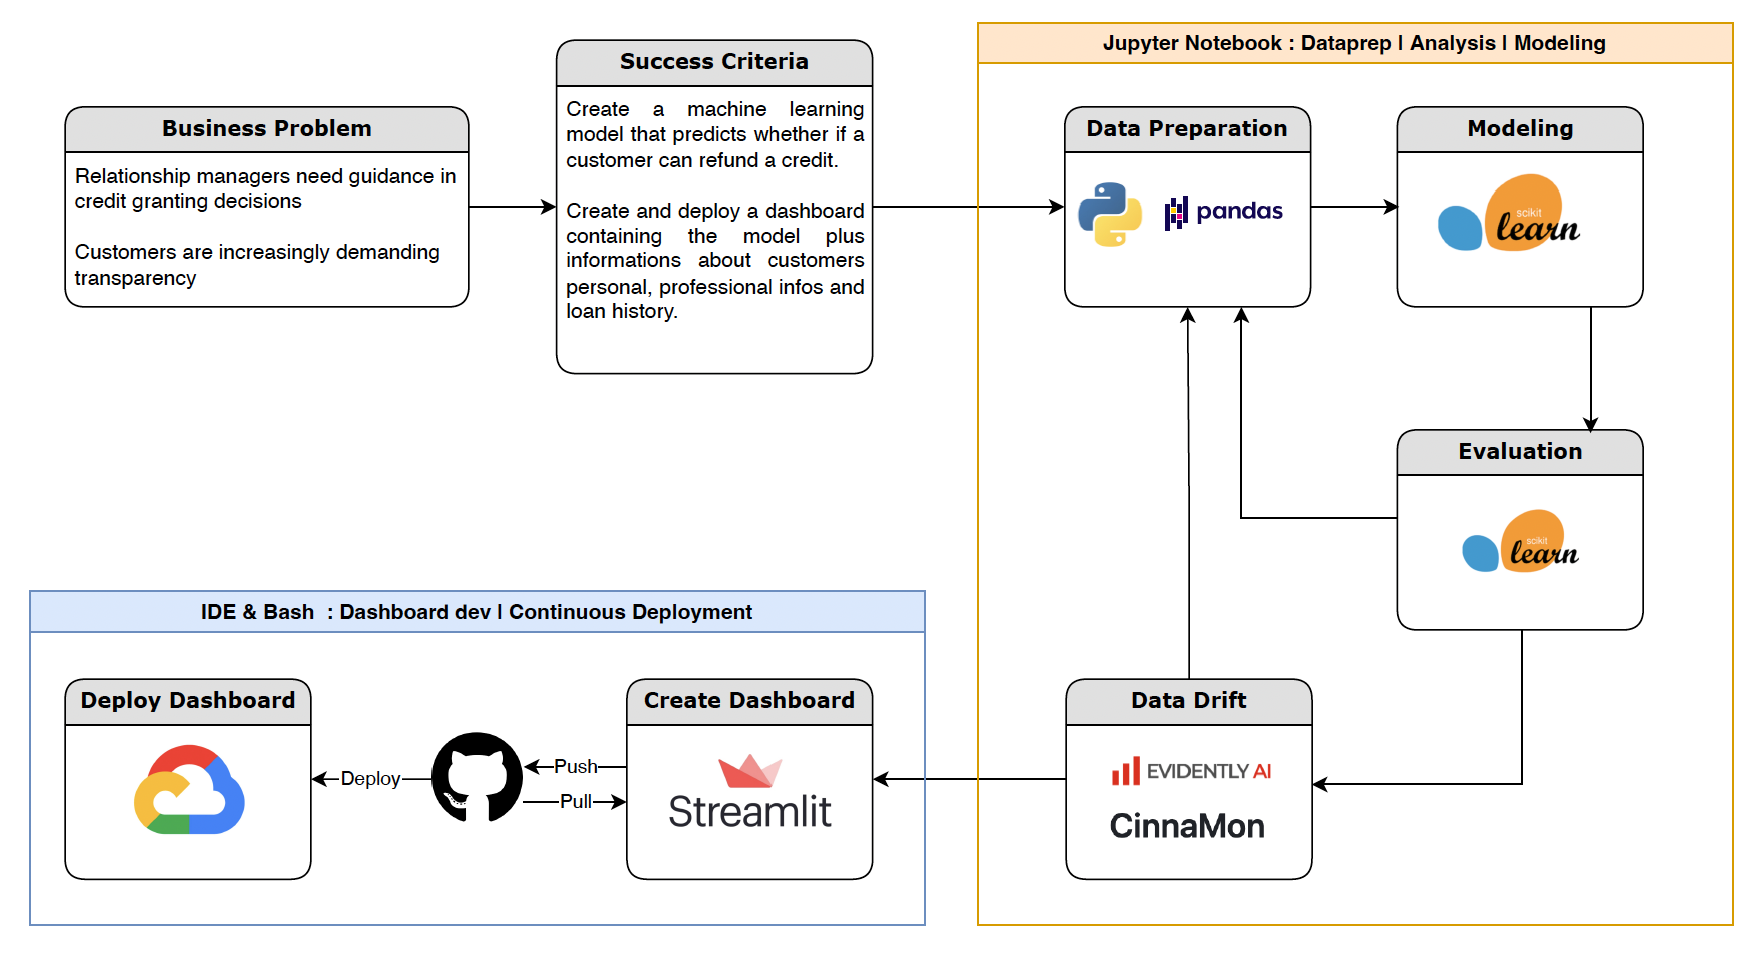 Business Problem
Relationship managers need guidance in
credit granting decisions
Customers are increasingly demanding
transparency
Success Criteria
Create a machine learning
model that predicts whether if a
customer can refund a credit.
Create and deploy a dashboard
containing the model plus
informations about customers
personal, professional infos and
loan history.
Jupyter Notebook : Dataprep | Analysis | Modeling
Data Preparation
pandas
Modeling
scikit
learn
Evaluation
scikit
learn
Data Drift
EVIDENTLY AI
CinnaMon
IDE & Bash : Dashboard dev | Continuous Deployment
Create Dashboard
Streamlit
Push
Pull
Deploy
Deploy Dashboard